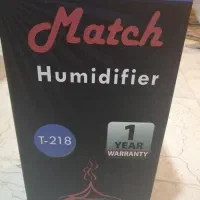 Match
Humidifier
T-218
1
YEAR
WARRANTY